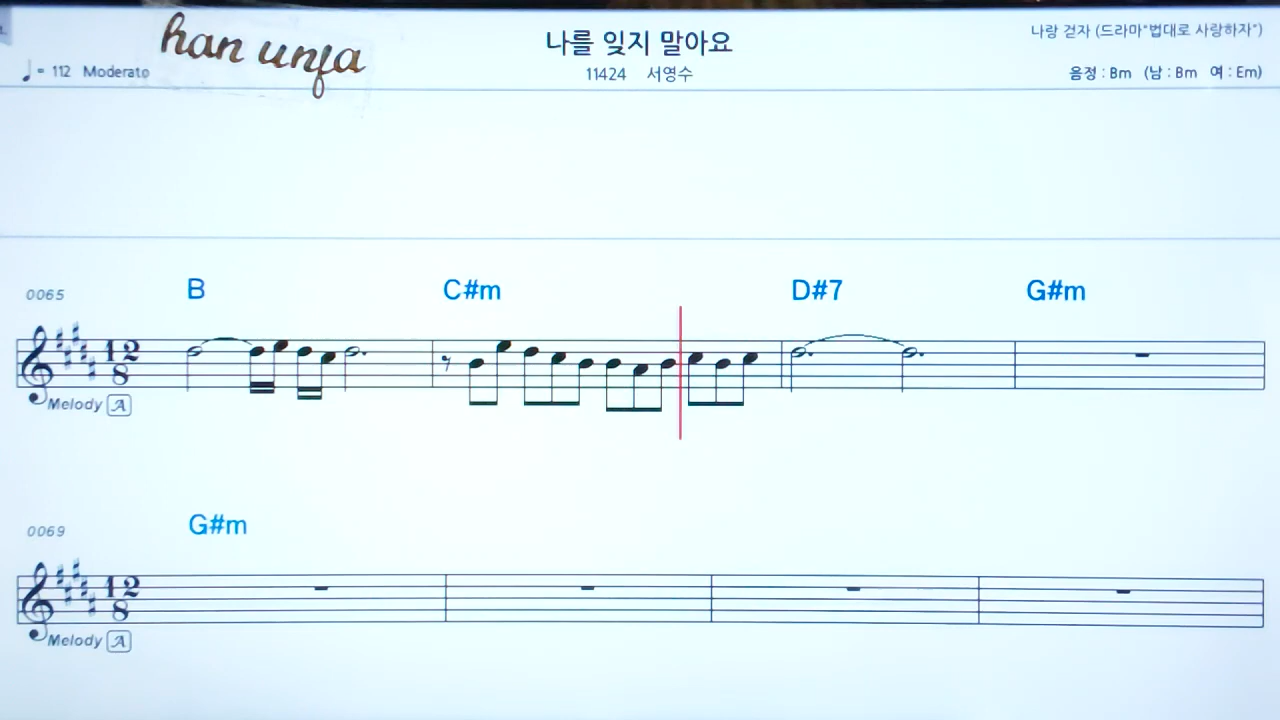 han unja
나를 잊지 말아요
11424 서영수
나랑 걷자 (드라마"법대로 사랑하자")
♩= 112 Moderato
음정 : Bm (남 : Bm 여 : Em)
B C#m D#7 G#m
0065
12
8
Melody A
G#m
0069
12
8
Melody A